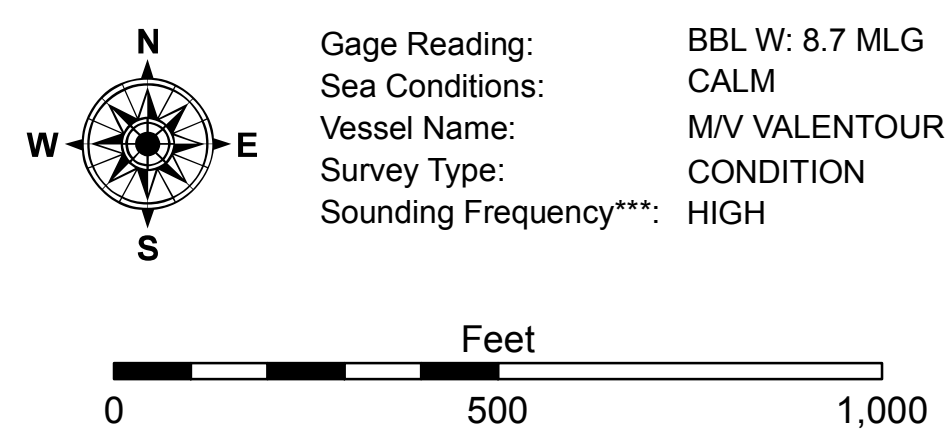 N
W E
S
Gage Reading: BBL W: 8.7 MLG
Sea Conditions: CALM
Vessel Name: M/V VALENTOUR
Survey Type: CONDITION
Sounding Frequency***: HIGH
Feet
0 500 1,000